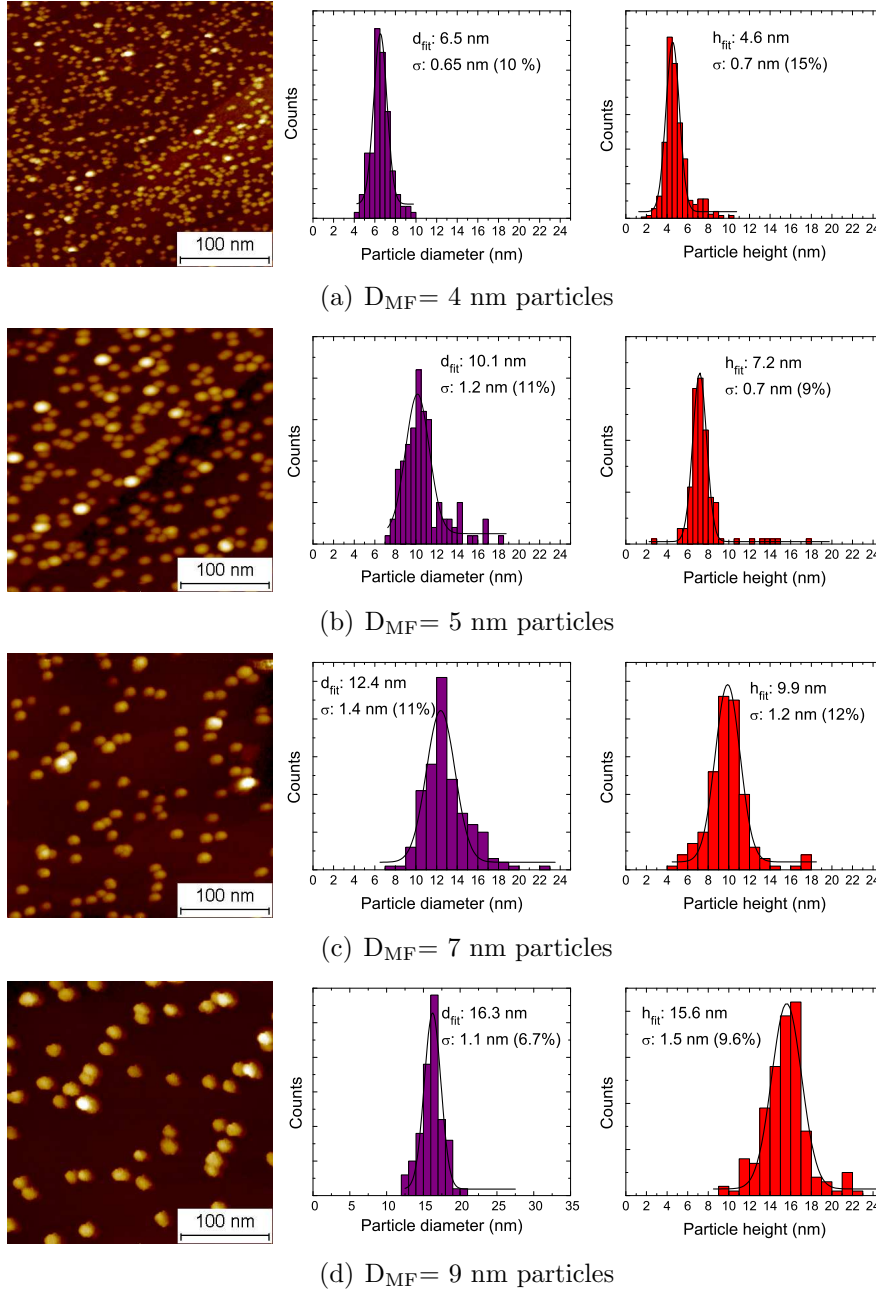 100 nm
Counts
d_fit: 6.5 nm
σ: 0.65 nm (10 %)
0 2 4 6 8 10 12 14 16 18 20 22 24
Particle diameter (nm)
Counts
h_fit: 4.6 nm
σ: 0.7 nm (15%)
0 2 4 6 8 10 12 14 16 18 20 22 24
Particle height (nm)
(a) D_MF= 4 nm particles
100 nm
Counts
d_fit: 10.1 nm
σ: 1.2 nm (11%)
0 2 4 6 8 10 12 14 16 18 20 22 24
Particle diameter (nm)
Counts
h_fit: 7.2 nm
σ: 0.7 nm (9%)
0 2 4 6 8 10 12 14 16 18 20 22 24
Particle height (nm)
(b) D_MF= 5 nm particles
100 nm
Counts
d_fit: 12.4 nm
σ: 1.4 nm (11%)
0 2 4 6 8 10 12 14 16 18 20 22 24
Particle diameter (nm)
Counts
h_fit: 9.9 nm
σ: 1.2 nm (12%)
0 2 4 6 8 10 12 14 16 18 20 22 24
Particle height (nm)
(c) D_MF= 7 nm particles
100 nm
Counts
d_fit: 16.3 nm
σ: 1.1 nm (6.7%)
0 5 10 15 20 25 30 35
Particle diameter (nm)
Counts
h_fit: 15.6 nm
σ: 1.5 nm (9.6%)
0 2 4 6 8 10 12 14 16 18 20 22 24
Particle height (nm)
(d) D_MF= 9 nm particles